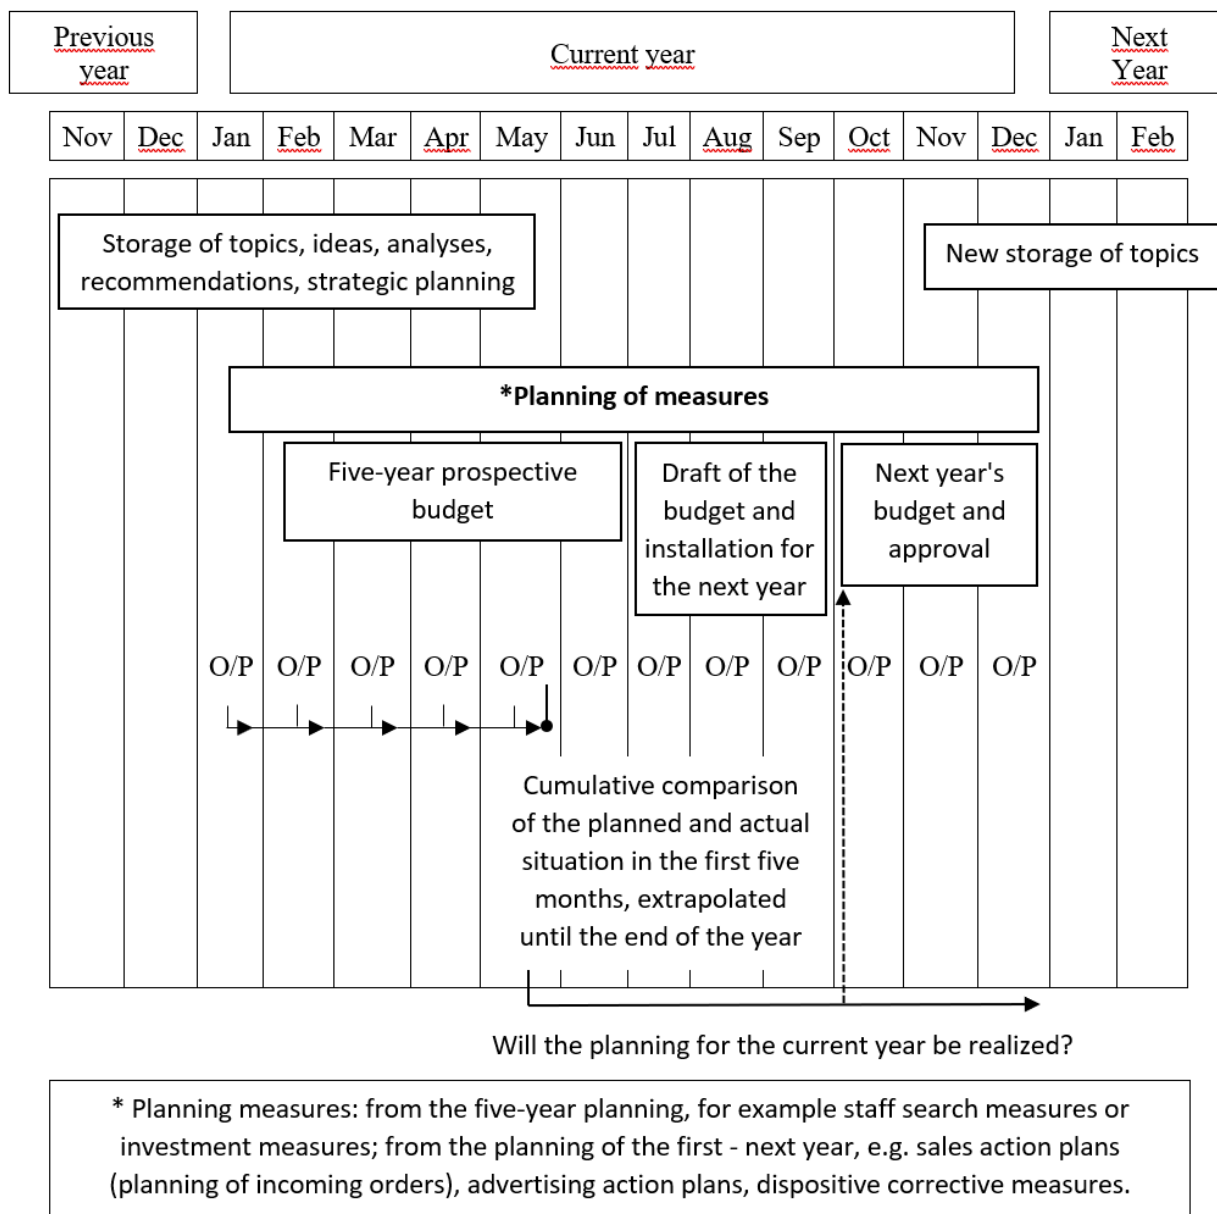 Previous
year
Current year
Next
Year
Nov Dec Jan Feb Mar Apr May Jun Jul Aug Sep Oct Nov Dec Jan Feb
Storage of topics, ideas, analyses,
recommendations, strategic planning
New storage of topics
*Planning of measures
Five-year prospective
budget
Draft of the
budget and
installation for
the next year
Next year's
budget and
approval
O/P O/P O/P O/P O/P O/P O/P O/P O/P O/P O/P O/P
Cumulative comparison
of the planned and actual
situation in the first five
months, extrapolated
until the end of the year
Will the planning for the current year be realized?
* Planning measures: from the five-year planning, for example staff search measures or
investment measures; from the planning of the first - next year, e.g. sales action plans
(planning of incoming orders), advertising action plans, dispositive corrective measures.